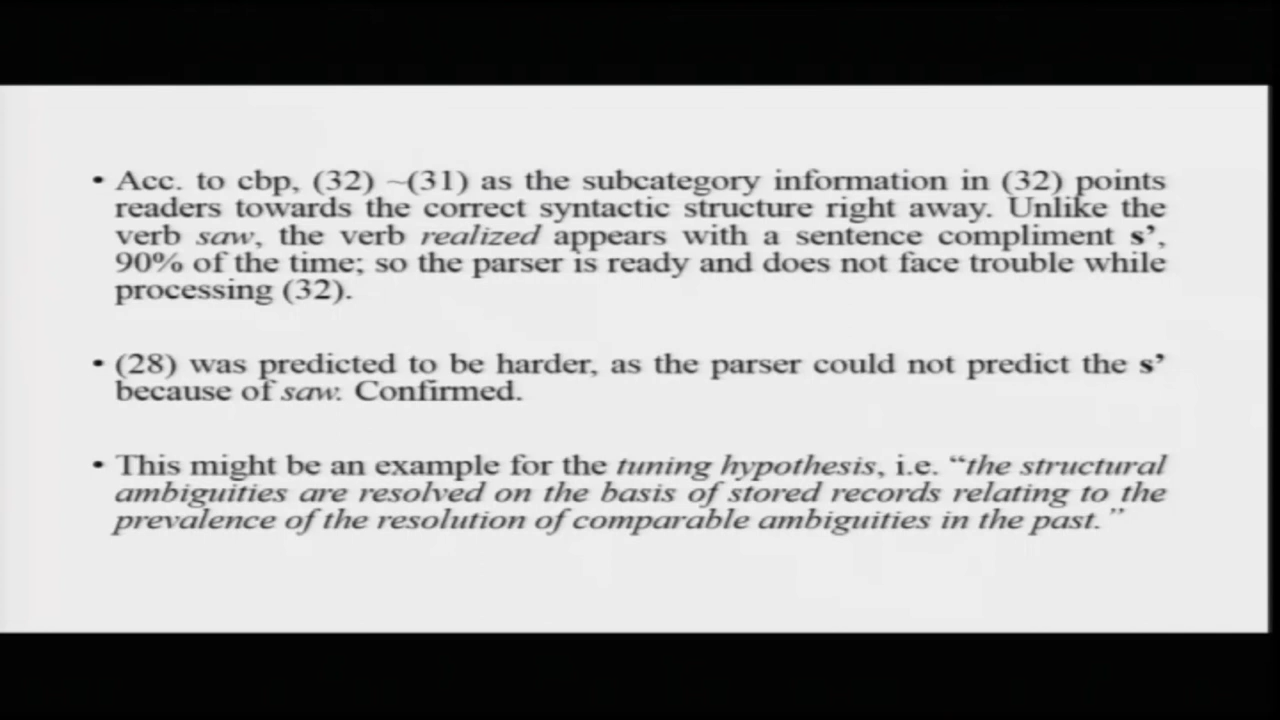 • Acc. to cbp, (32) ~(31) as the subcategory information in (32) points
readers towards the correct syntactic structure right away. Unlike the
verb saw, the verb realized appears with a sentence compliment s’,
90% of the time; so the parser is ready and does not face trouble while
processing (32).
• (28) was predicted to be harder, as the parser could not predict the s’
because of saw. Confirmed.
• This might be an example for the tuning hypothesis, i.e. “the structural
ambiguities are resolved on the basis of stored records relating to the
prevalence of the resolution of comparable ambiguities in the past.”